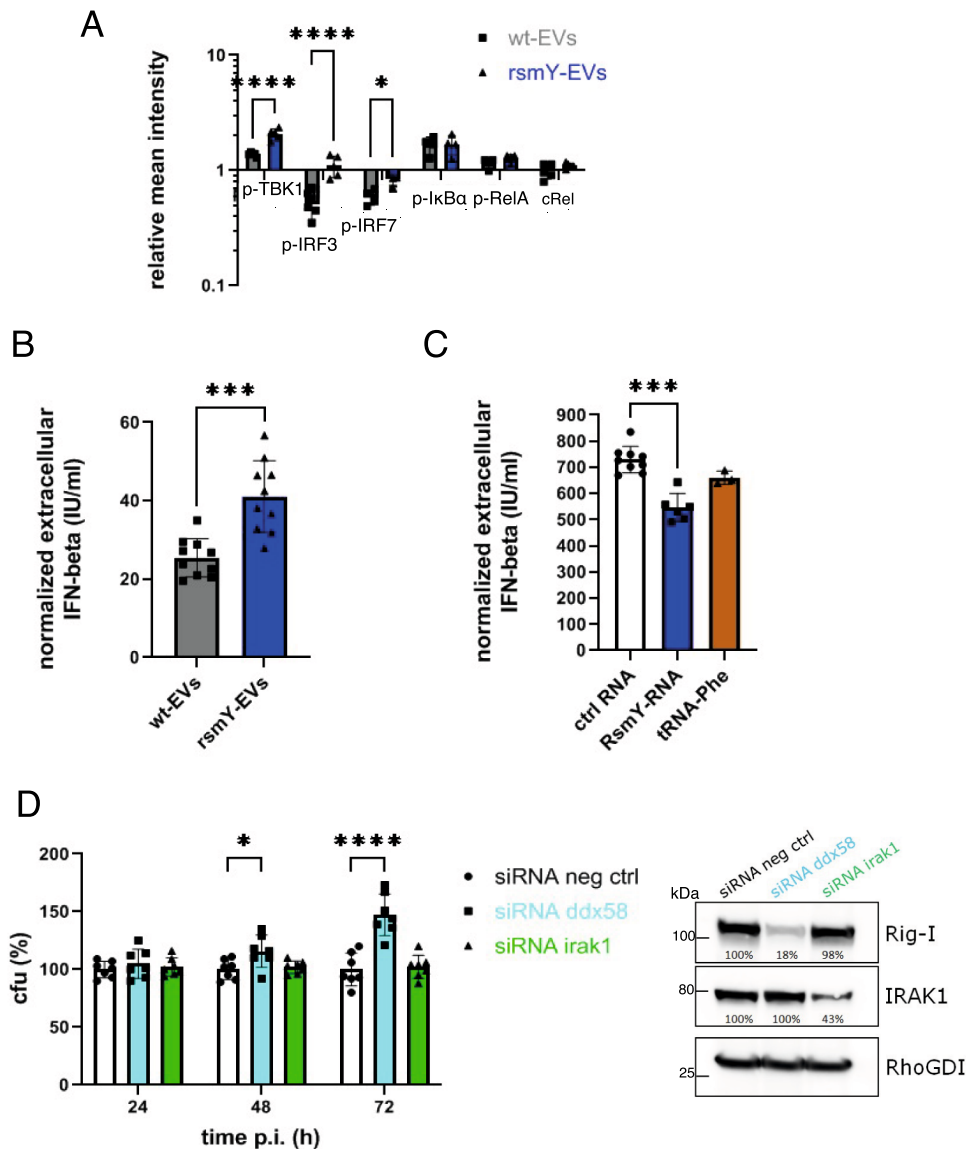 A
relative mean intensity
10
1
0.1
****
****
*
wt-EVs
rsmY-EVs
p-TBK1
p-IRF3
p-IRF7
p-IκBα
p-RelA
cRel
B
normalized extracellular
IFN-beta (IU/ml)
60
40
20
0
***
wt-EVs
rsmY-EVs
C
normalized extracellular
IFN-beta (IU/ml)
900
800
700
600
500
400
300
200
100
0
***
ctrl RNA
RsmY-RNA
tRNA-Phe
D
cfu (%)
200
150
100
50
0
*
****
24
48
72
time p.i. (h)
siRNA neg ctrl
siRNA ddx58
siRNA irak1
kDa
siRNA neg ctrl
siRNA ddx58
siRNA irak1
100
100% 18% 98%
Rig-I
80
100% 100% 43%
IRAK1
25
RhoGDI